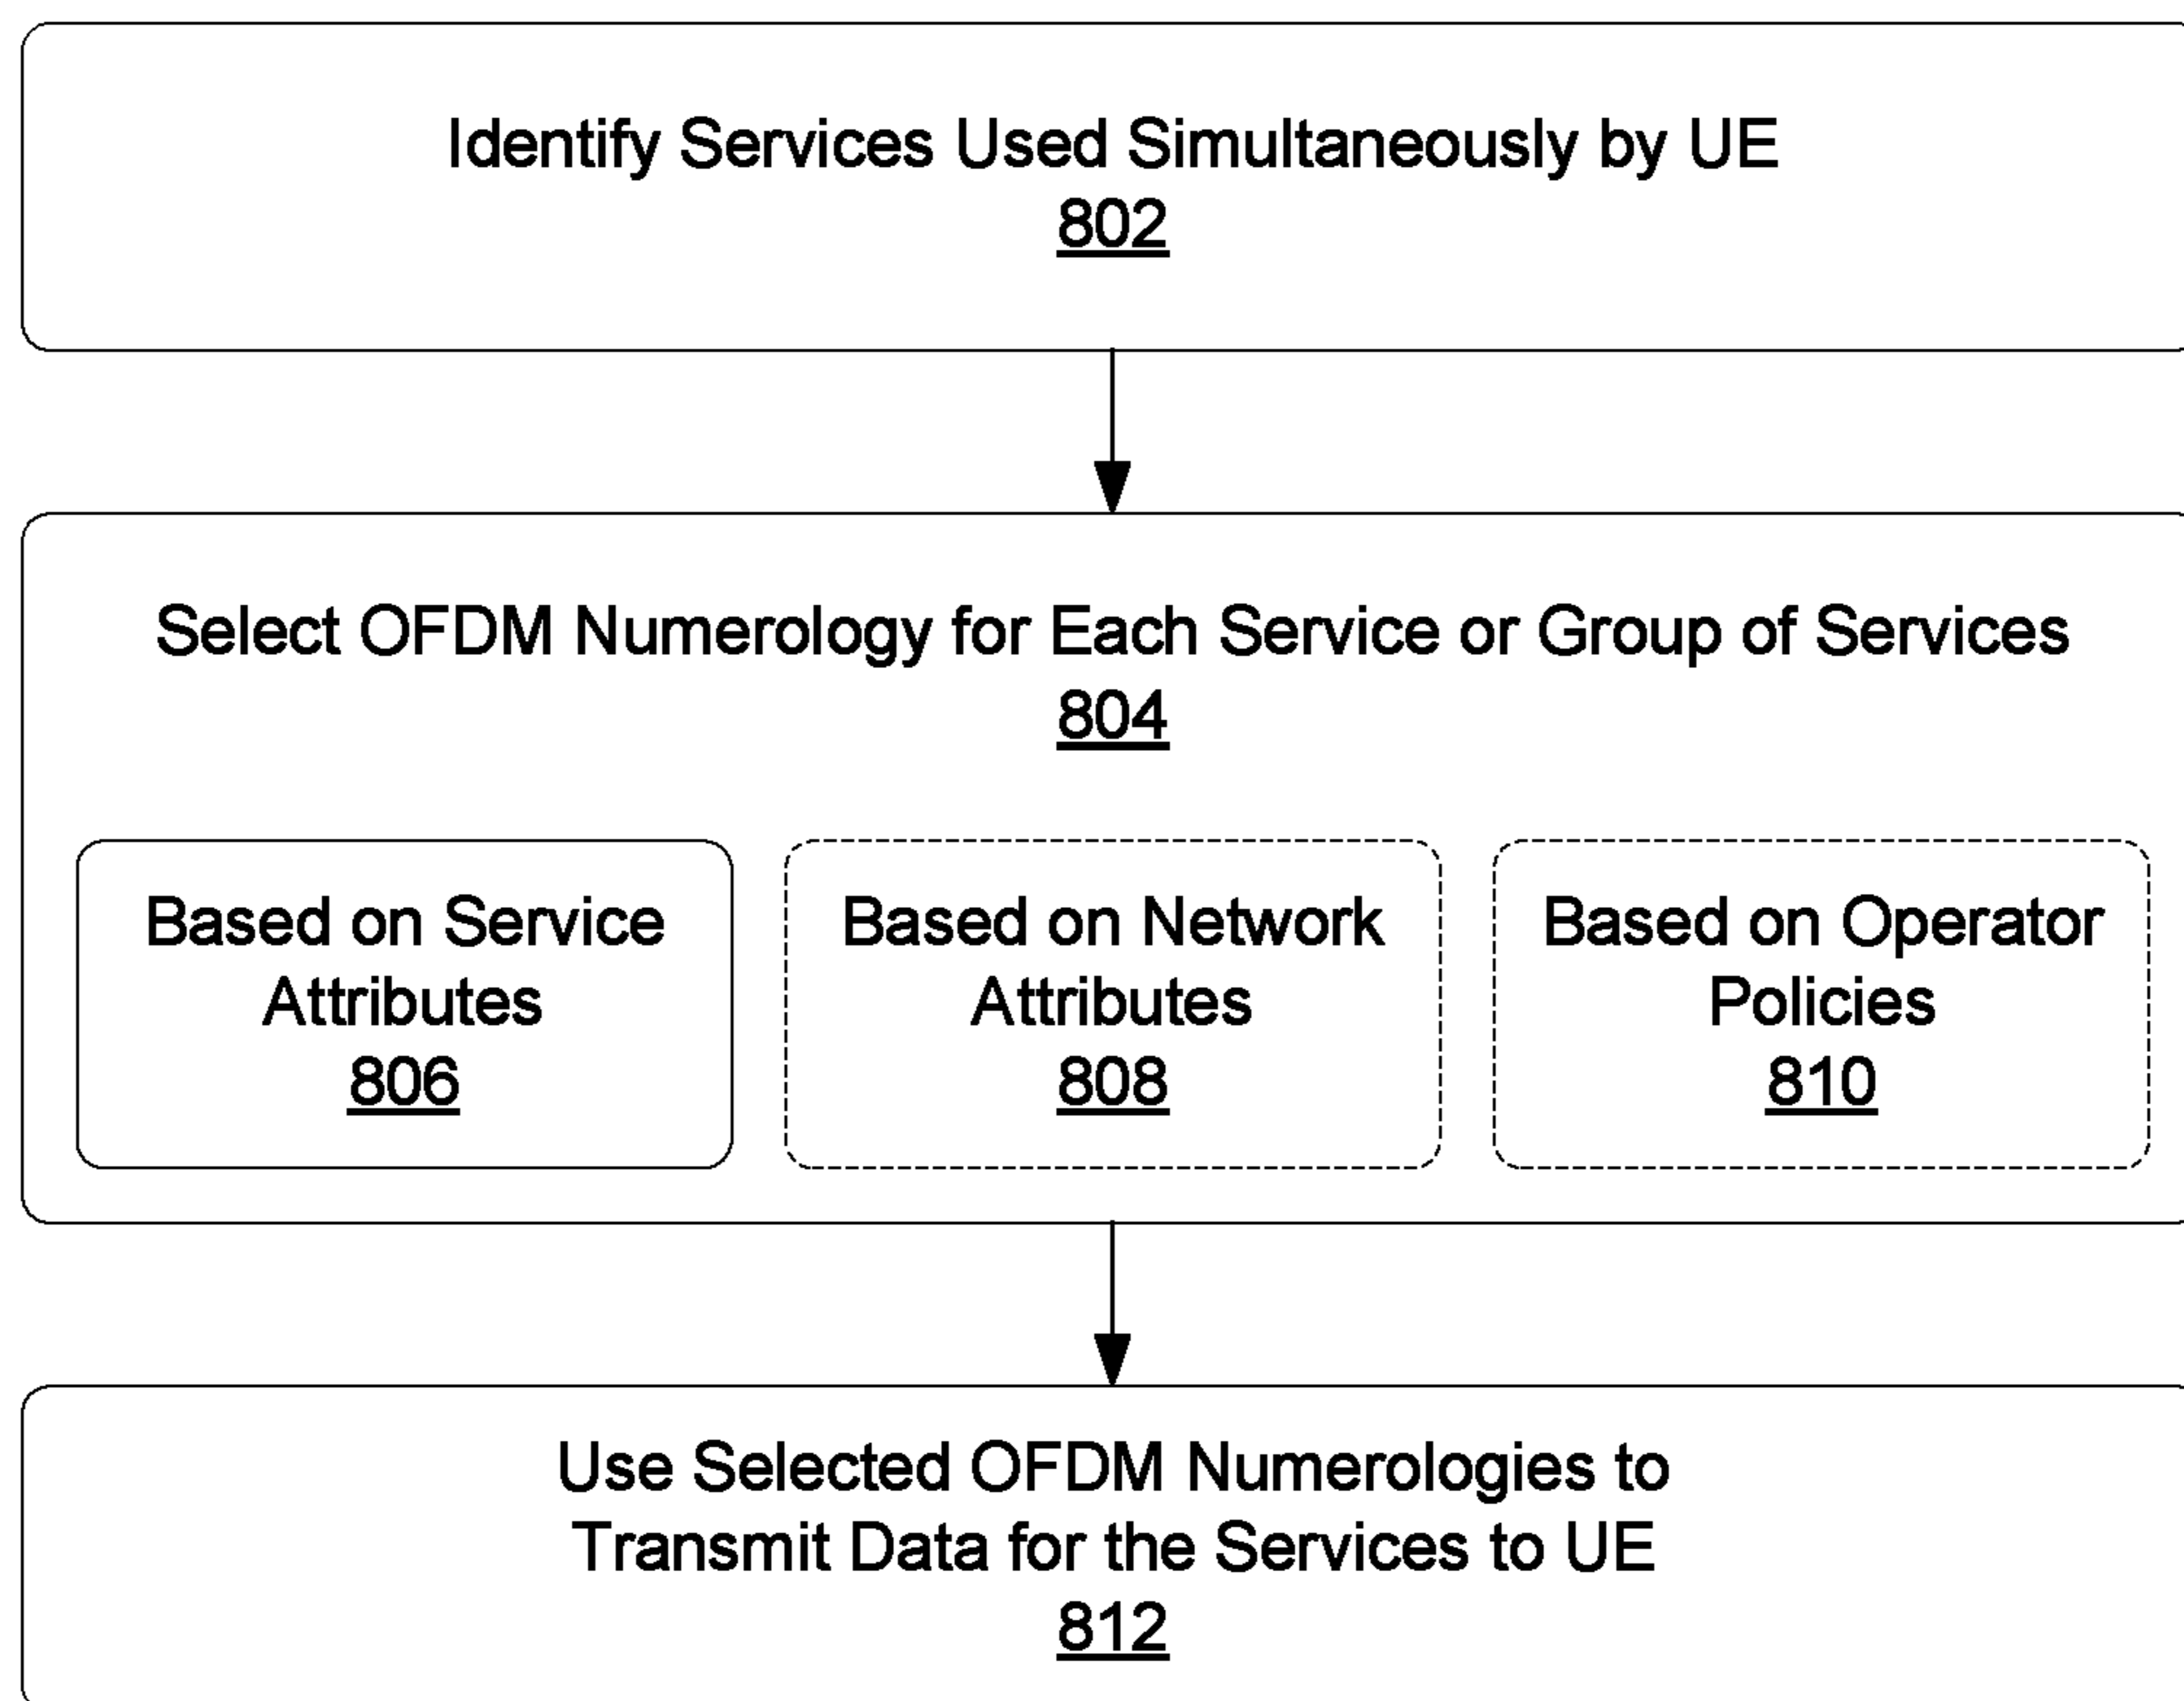 Identify Services Used Simultaneously by UE
802
Select OFDM Numerology for Each Service or Group of Services
804
Based on Service
Attributes
806
Based on Network
Attributes
808
Based on Operator
Policies
810
Use Selected OFDM Numerologies to
Transmit Data for the Services to UE
812